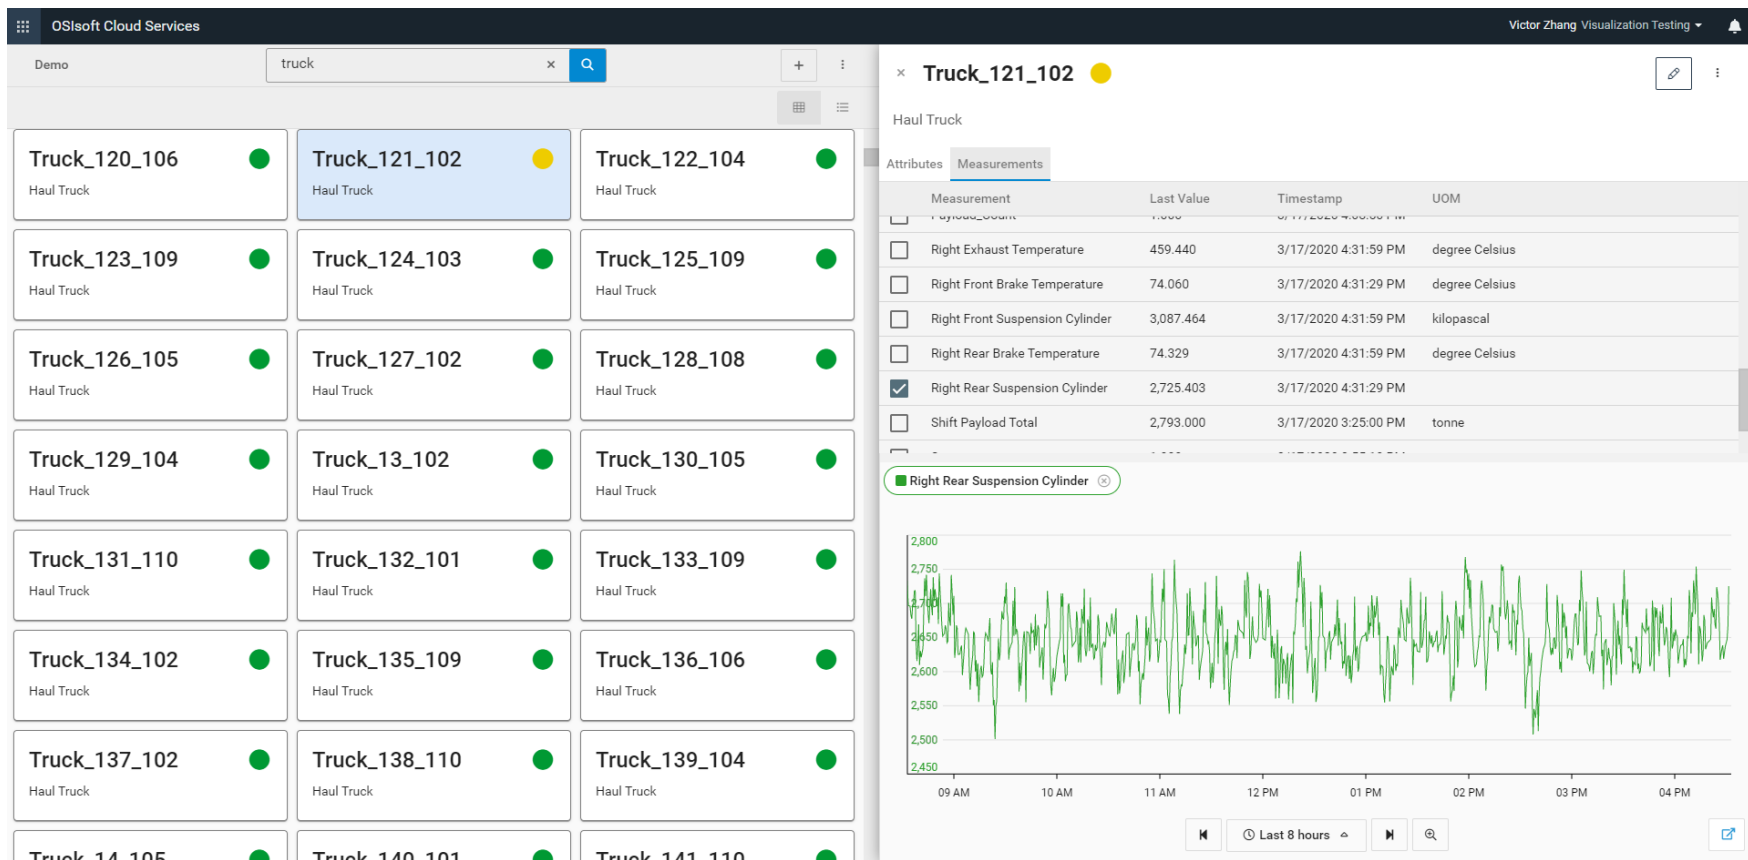 OSIsoft Cloud Services
Victor Zhang Visualization Testing
Demo
truck
Truck_120_106
Haul Truck
Truck_121_102
Haul Truck
Truck_122_104
Haul Truck
Truck_123_109
Haul Truck
Truck_124_103
Haul Truck
Truck_125_109
Haul Truck
Truck_126_105
Haul Truck
Truck_127_102
Haul Truck
Truck_128_108
Haul Truck
Truck_129_104
Haul Truck
Truck_13_102
Haul Truck
Truck_130_105
Haul Truck
Truck_131_110
Haul Truck
Truck_132_101
Haul Truck
Truck_133_109
Haul Truck
Truck_134_102
Haul Truck
Truck_135_109
Haul Truck
Truck_136_106
Haul Truck
Truck_137_102
Haul Truck
Truck_138_110
Haul Truck
Truck_139_104
Haul Truck
Truck_14_105
Truck_140_101
Truck_141_110
Truck_121_102
Haul Truck
Attributes Measurements
Measurement Last Value Timestamp UOM
Payload_Count
Right Exhaust Temperature 459.440 3/17/2020 4:31:59 PM degree Celsius
Right Front Brake Temperature 74.060 3/17/2020 4:31:29 PM degree Celsius
Right Front Suspension Cylinder 3,087.464 3/17/2020 4:31:59 PM kilopascal
Right Rear Brake Temperature 74.329 3/17/2020 4:31:59 PM degree Celsius
Right Rear Suspension Cylinder 2,725.403 3/17/2020 4:31:29 PM
Shift Payload Total 2,793.000 3/17/2020 3:25:00 PM tonne
Right Rear Suspension Cylinder
2,800
2,750
2,700
2,650
2,600
2,550
2,500
2,450
09 AM 10 AM 11 AM 12 PM 01 PM 02 PM 03 PM 04 PM
Last 8 hours